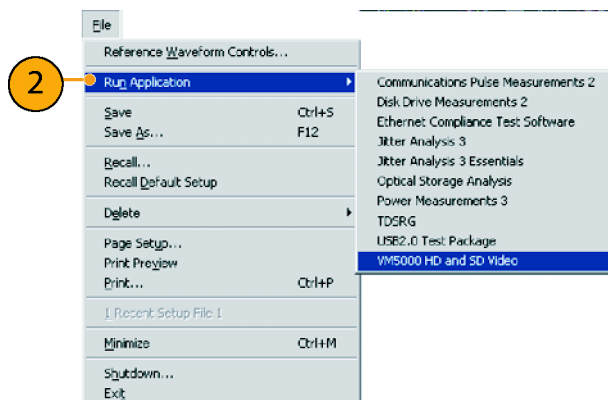 File
Reference Waveform Controls...
2
Run Application
Save Ctrl+S
Save As... F12
Recall...
Recall Default Setup
Delete
Page Setup...
Print Preview
Print... Ctrl+P
1 Recent Setup File 1
Minimize Ctrl+M
Shutdown...
Exit
Communications Pulse Measurements 2
Disk Drive Measurements 2
Ethernet Compliance Test Software
Jitter Analysis 3
Jitter Analysis 3 Essentials
Optical Storage Analysis
Power Measurements 3
TDSRG
USB2.0 Test Package
VM5000 HD and SD Video